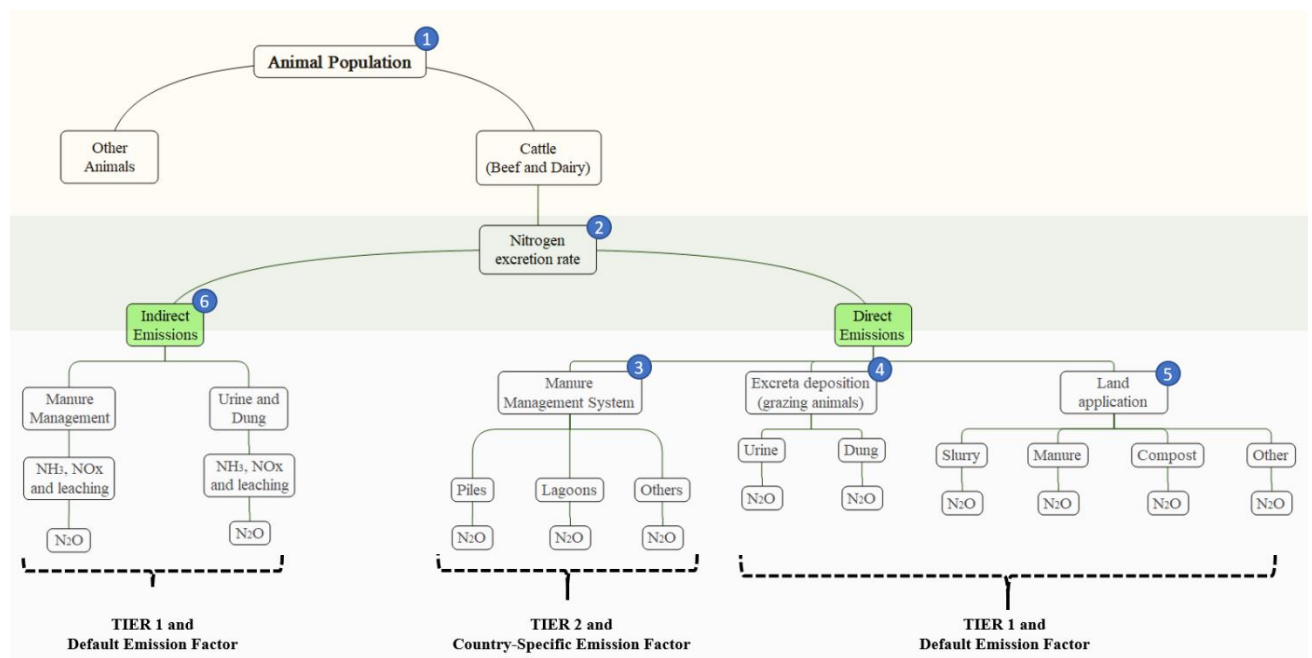 1
Animal Population
Other
Animals
Cattle
(Beef and Dairy)
2
Nitrogen
excretion rate
6
Indirect
Emissions
Direct
Emissions
3
4
5
Manure
Management
Urine and
Dung
Manure
Management System
Excreta deposition
(grazing animals)
Land
application
NH3, NOx
and leaching
NH3, NOx
and leaching
Urine
Dung
Slurry
Manure
Compost
Other
Piles
Lagoons
Others
N2O
N2O
N2O
N2O
N2O
N2O
N2O
N2O
N2O
N2O
N2O
TIER 1 and
Default Emission Factor
TIER 2 and
Country-Specific Emission Factor
TIER 1 and
Default Emission Factor